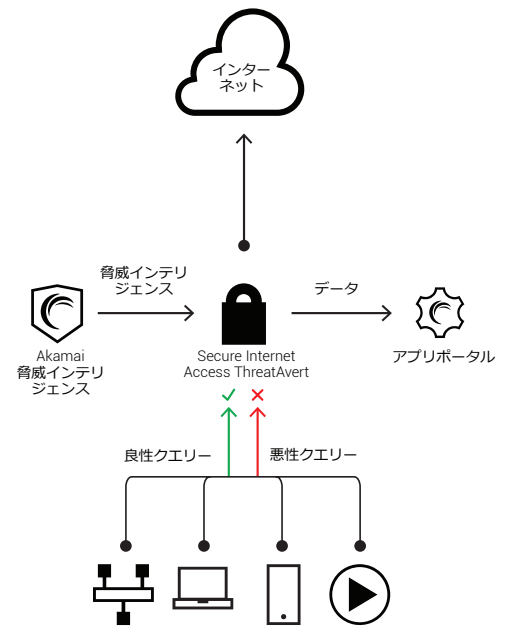 インター
ネット
脅威インテリ
ジェンス
データ
Akamai
脅威インテリ
ジェンス
Secure Internet
Access ThreatAvert
アプリポータル
良性クエリー
悪性クエリー